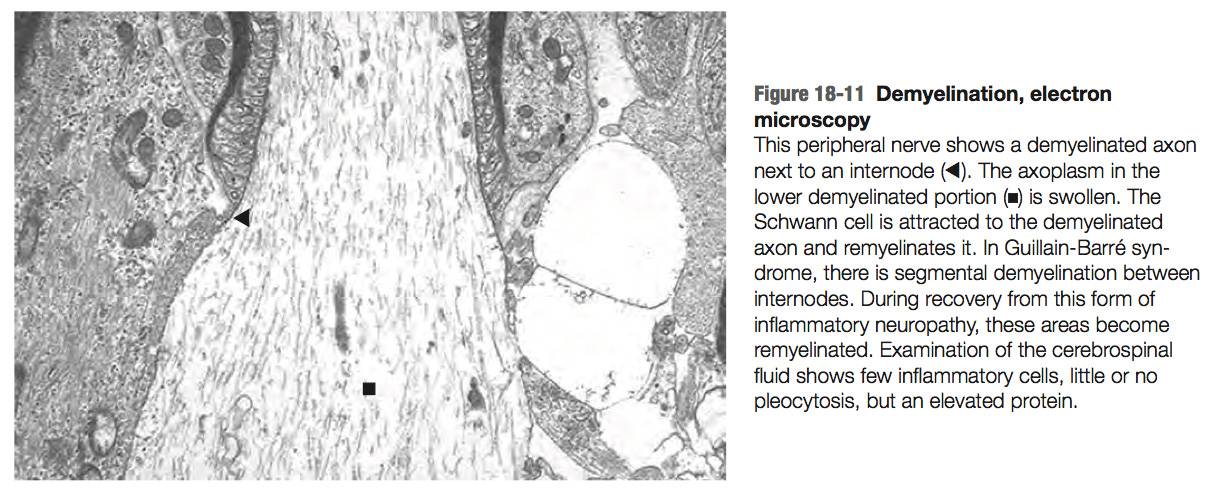 Figure 18-11 Demyelination, electron
microscopy
This peripheral nerve shows a demyelinated axon
next to an internode (◄). The axoplasm in the
lower demyelinated portion (■) is swollen. The
Schwann cell is attracted to the demyelinated
axon and remyelinates it. In Guillain-Barré syn-
drome, there is segmental demyelination between
internodes. During recovery from this form of
inflammatory neuropathy, these areas become
remyelinated. Examination of the cerebrospinal
fluid shows few inflammatory cells, little or no
pleocytosis, but an elevated protein.